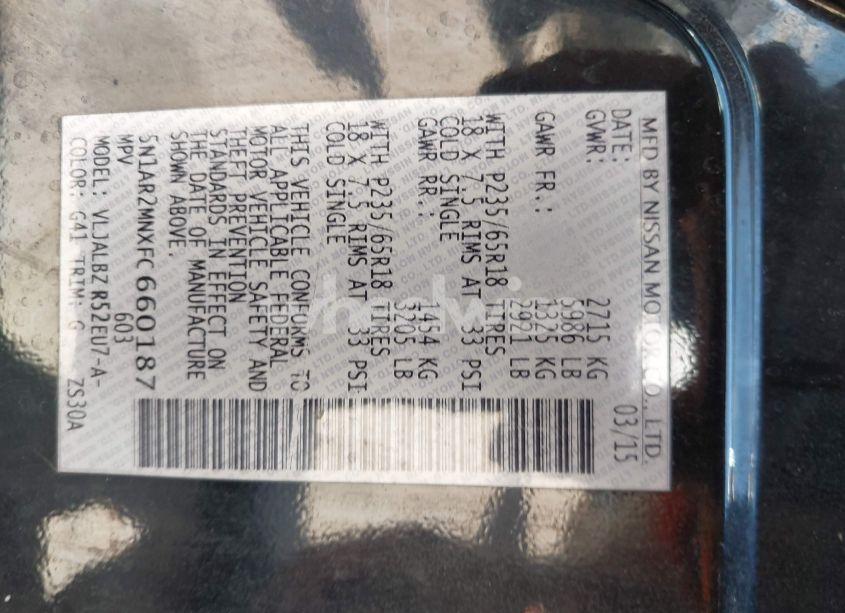 MFD BY NISSAN MOTOR CO., LTD.
DATE: 03/15
GVWR: 2715 KG
5986 LB
GAWR FR.: 1325 KG
2921 LB
WITH P235/65R18 TIRES
18 X 7.5 RIMS AT 33 PSI
COLD SINGLE
GAWR RR.: 1454 KG
3205 LB
WITH P235/65R18 TIRES
18 X 7.5 RIMS AT 33 PSI
COLD SINGLE
THIS VEHICLE CONFORMS TO
ALL APPLICABLE FEDERAL
MOTOR VEHICLE SAFETY AND
THEFT PREVENTION
STANDARDS IN EFFECT ON
THE DATE OF MANUFACTURE
SHOWN ABOVE.
5N1AR2MNXFC660187
MPV 603
MODEL: VLJALBZ R52EU7-A-
COLOR: G41 TRIM: G ZS30A